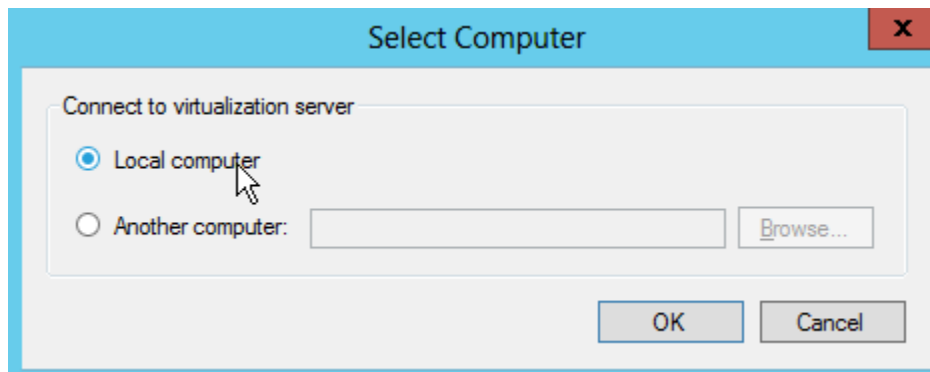 Select Computer
x
Connect to virtualization server
Local computer
Another computer:
Browse...
OK
Cancel